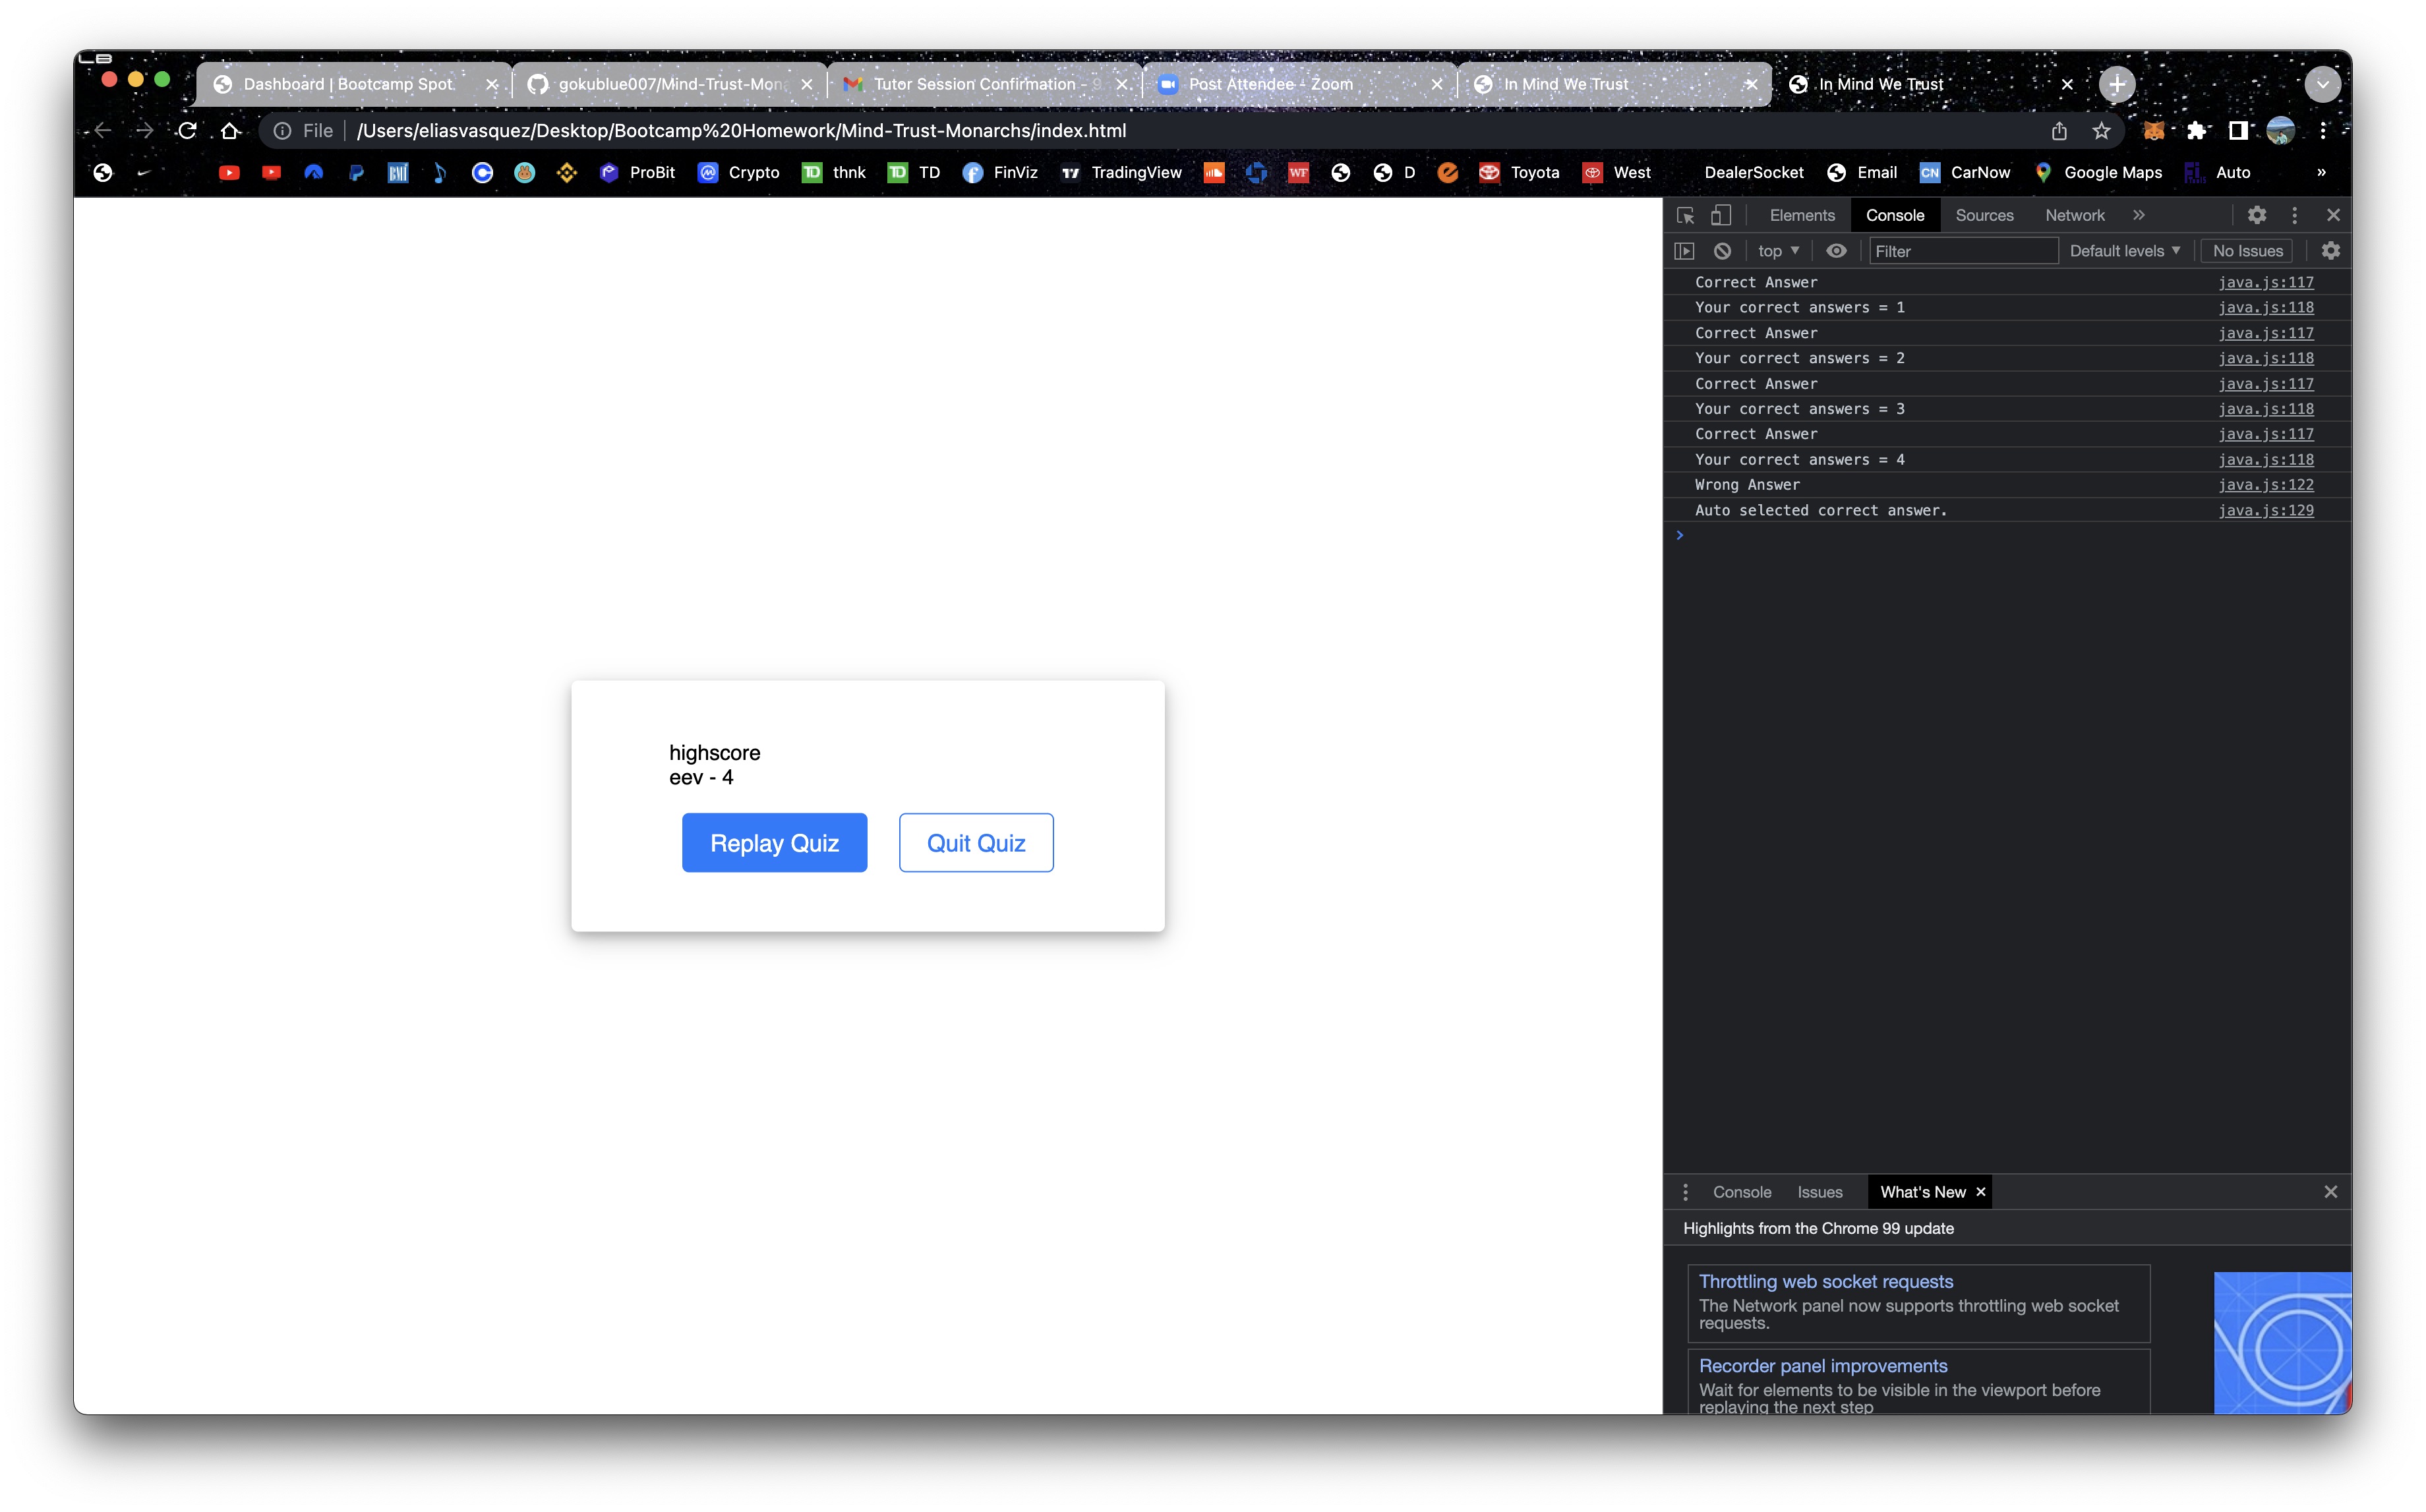 Dashboard | Bootcamp Spot
gokublue007/Mind-Trust-Mona
Tutor Session Confirmation - 9
Post Attendee - Zoom
In Mind We Trust
In Mind We Trust
File
/Users/eliasvasquez/Desktop/Bootcamp%20Homework/Mind-Trust-Monarchs/index.html
BMI
ProBit
Crypto
TD
thnk
TD
TD
FinViz
TradingView
WF
D
Toyota
West
DealerSocket
Email
CN
CarNow
Google Maps
Auto
»
Elements
Console
Sources
Network
»
top
Filter
Default levels
No Issues
Correct Answer java.js:117
Your correct answers = 1 java.js:118
Correct Answer java.js:117
Your correct answers = 2 java.js:118
Correct Answer java.js:117
Your correct answers = 3 java.js:118
Correct Answer java.js:117
Your correct answers = 4 java.js:118
Wrong Answer java.js:122
Auto selected correct answer. java.js:129
highscore
eev - 4
Replay Quiz
Quit Quiz
Console
Issues
What's New
Highlights from the Chrome 99 update
Throttling web socket requests
The Network panel now supports throttling web socket
requests.
Recorder panel improvements
Wait for elements to be visible in the viewport before
replaying the next step